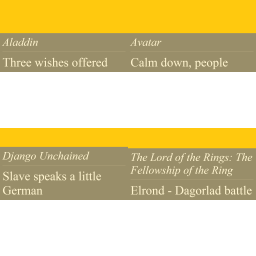 Aladdin
Three wishes offered
Avatar
Calm down, people
Django Unchained
Slave speaks a little
German
The Lord of the Rings: The
Fellowship of the Ring
Elrond - Dagorlad battle